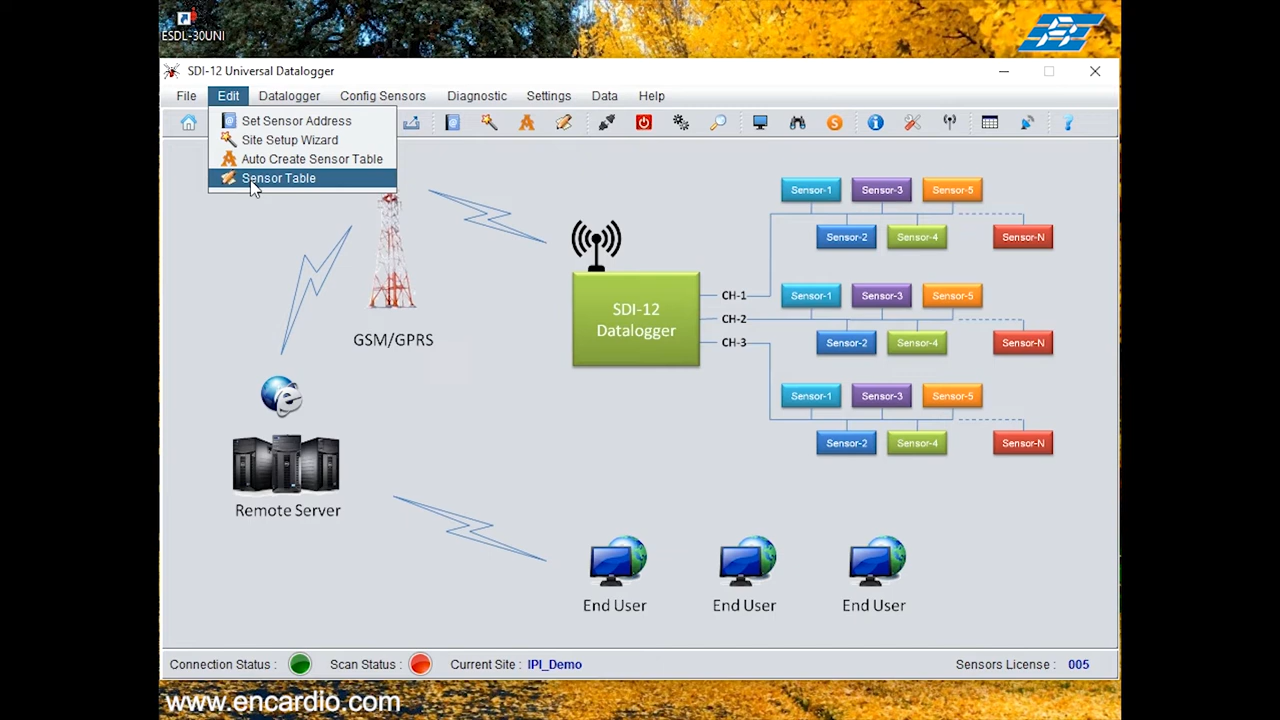 ESDL-30UNI
SDI-12 Universal Datalogger
File Edit Datalogger Config Sensors Diagnostic Settings Data Help
Set Sensor Address
Site Setup Wizard
Auto Create Sensor Table
Sensor Table
GSM/GPRS
SDI-12
Datalogger
CH-1
CH-2
CH-3
Sensor-1 Sensor-3 Sensor-5
Sensor-2 Sensor-4 Sensor-N
Sensor-1 Sensor-3 Sensor-5
Sensor-2 Sensor-4 Sensor-N
Sensor-1 Sensor-3 Sensor-5
Sensor-2 Sensor-4 Sensor-N
Remote Server
End User End User End User
Connection Status : Scan Status : Current Site : IPI_Demo Sensors License : 005
www.encardio.com